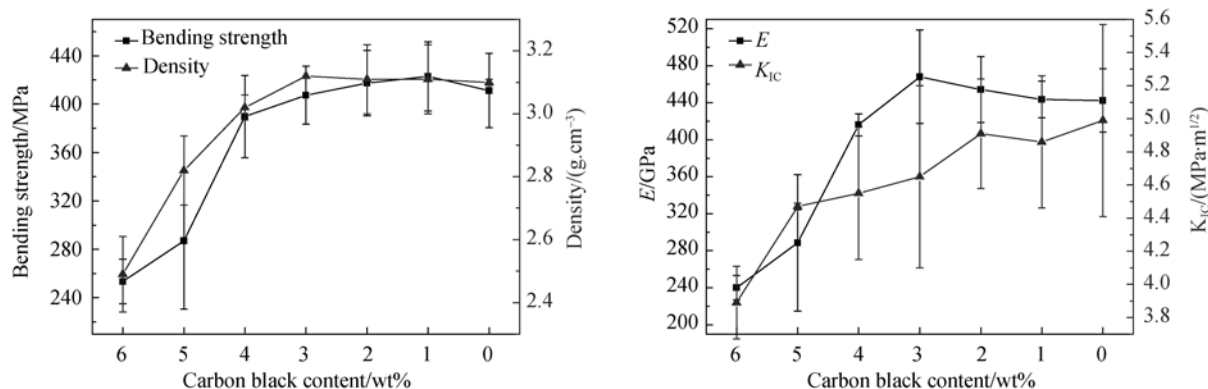 Bending strength/MPa
440
400
360
320
280
240
Bending strength
Density
3.2
3.0
2.8
2.6
2.4
Density/(g.cm⁻³)
6 5 4 3 2 1 0
Carbon black content/wt%
E/GPa
520
480
440
400
360
320
280
240
200
E
K_IC
5.6
5.4
5.2
5.0
4.8
4.6
4.4
4.2
4.0
3.8
K_IC/(MPa·m^1/2)
6 5 4 3 2 1 0
Carbon black content/wt%